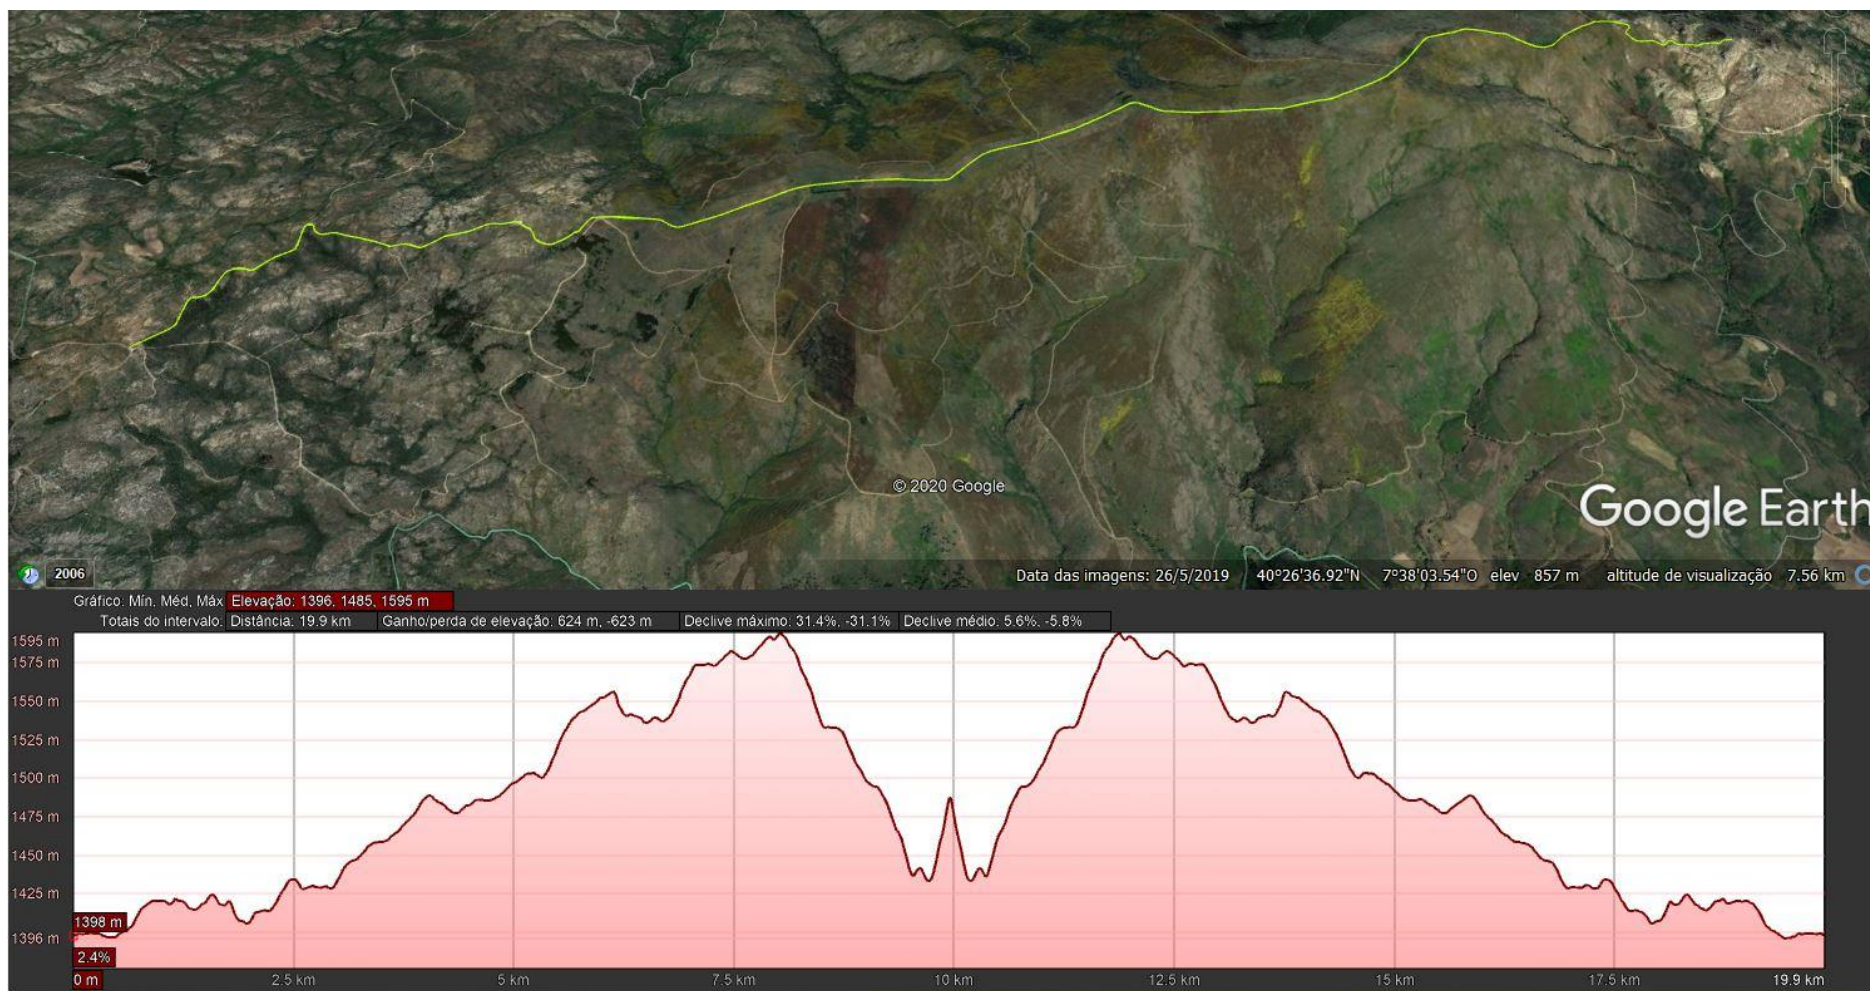 © 2020 Google
Google Earth
2006
Data das imagens: 26/5/2019 40°26'36.92"N 7°38'03.54"O elev 857 m altitude de visualização 7.56 km
Gráfico: Mín, Méd, Máx Elevação: 1396, 1485, 1595 m
Totais do intervalo: Distância: 19.9 km Ganho/perda de elevação: 624 m, -623 m Declive máximo: 31.4%, -31.1% Declive médio: 5.6%, -5.8%
1595 m
1575 m
1550 m
1525 m
1500 m
1475 m
1450 m
1425 m
1398 m
1396 m
2.4%
0 m 2.5 km 5 km 7.5 km 10 km 12.5 km 15 km 17.5 km 19.9 km